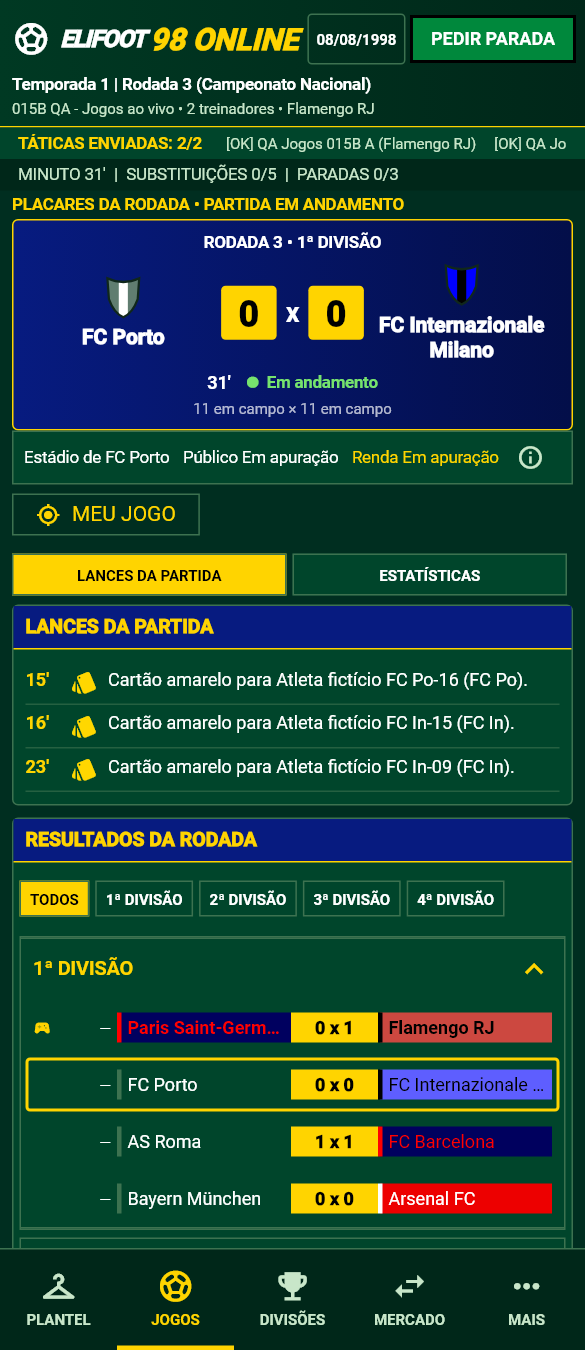 ELIFOOT 98 ONLINE
08/08/1998
PEDIR PARADA
Temporada 1 | Rodada 3 (Campeonato Nacional)
015B QA - Jogos ao vivo • 2 treinadores • Flamengo RJ
TÁTICAS ENVIADAS: 2/2 [OK] QA Jogos 015B A (Flamengo RJ) [OK] QA Jo
MINUTO 31' | SUBSTITUIÇÕES 0/5 | PARADAS 0/3
PLACARES DA RODADA • PARTIDA EM ANDAMENTO
RODADA 3 • 1ª DIVISÃO
FC Porto
0 x 0
FC Internazionale
Milano
31' Em andamento
11 em campo × 11 em campo
Estádio de FC Porto Público Em apuração Renda Em apuração
MEU JOGO
LANCES DA PARTIDA
ESTATÍSTICAS
LANCES DA PARTIDA
15' Cartão amarelo para Atleta fictício FC Po-16 (FC Po).
16' Cartão amarelo para Atleta fictício FC In-15 (FC In).
23' Cartão amarelo para Atleta fictício FC In-09 (FC In).
RESULTADOS DA RODADA
TODOS 1ª DIVISÃO 2ª DIVISÃO 3ª DIVISÃO 4ª DIVISÃO
1ª DIVISÃO
— Paris Saint-Germ... 0 x 1 Flamengo RJ
— FC Porto 0 x 0 FC Internazionale ...
— AS Roma 1 x 1 FC Barcelona
— Bayern München 0 x 0 Arsenal FC
PLANTEL JOGOS DIVISÕES MERCADO MAIS